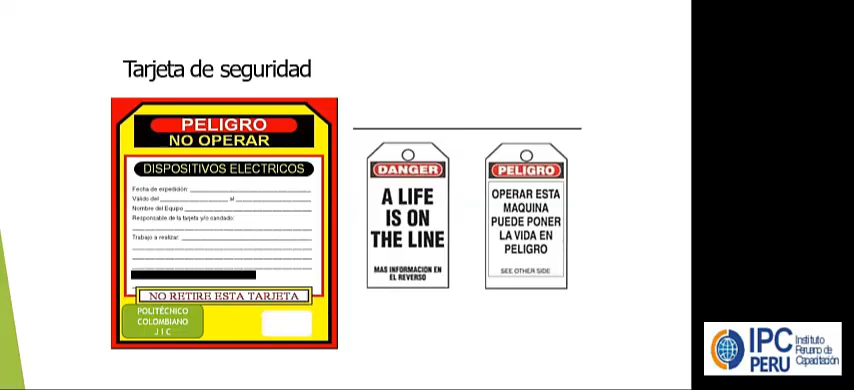 Tarjeta de seguridad
PELIGRO
NO OPERAR
DISPOSITIVOS ELECTRICOS
Fecha de expedición:
Válido del al
Nombre del Equipo
Responsable de la tarjeta y/o candado:
Trabajo a realizar:
NO RETIRE ESTA TARJETA
POLITÉCNICO
COLOMBIANO
J I C
DANGER
A LIFE
IS ON
THE LINE
MAS INFORMACION EN
EL REVERSO
PELIGRO
OPERAR ESTA
MAQUINA
PUEDE PONER
LA VIDA EN
PELIGRO
SEE OTHER SIDE
IPC
PERU
Instituto
Peruano de
Capacitación